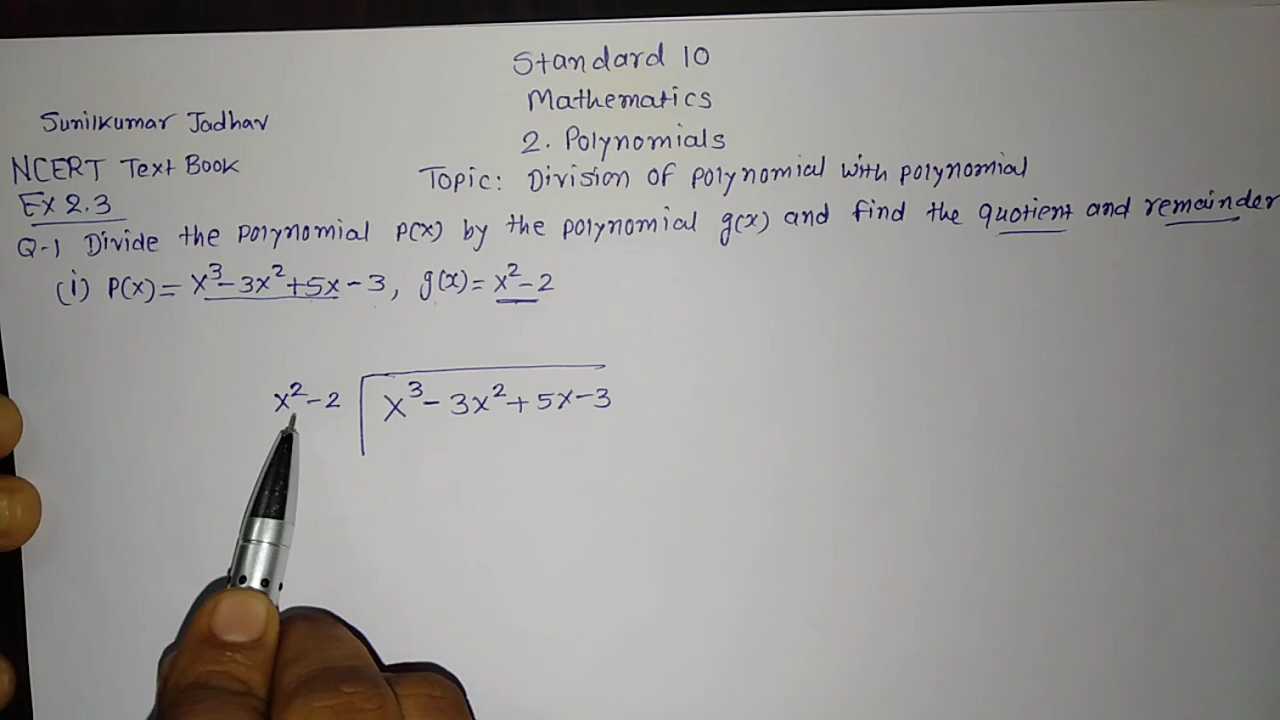 Standard 10
Mathematics
2. Polynomials
Sunilkumar Jadhav
NCERT Text Book
Topic: Division of polynomial with polynomial
Ex 2.3
Q-1 Divide the polynomial P(x) by the polynomial g(x) and find the quotient and remainder
(i) P(x) = x³ - 3x² + 5x - 3, g(x) = x² - 2
x² - 2 x³ - 3x² + 5x - 3